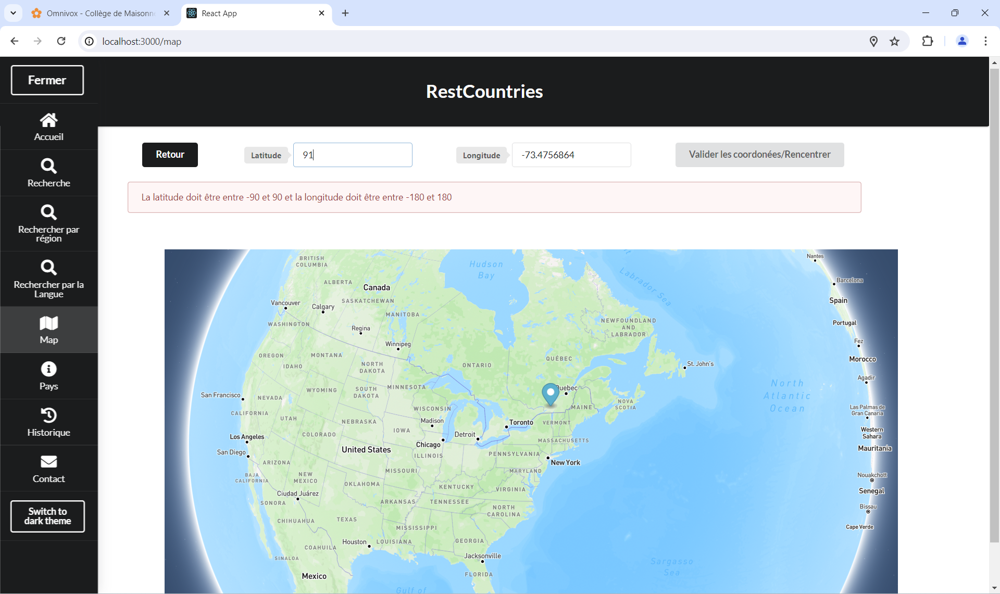 Omnivox - Collège de Maisonn
React App
localhost:3000/map
Fermer
RestCountries
Accueil
Recherche
Rechercher par
région
Rechercher par la
Langue
Map
Pays
Historique
Contact
Switch to
dark theme
Retour
Latitude
91
Longitude
-73.4756864
Valider les coordonées/Rencentrer
La latitude doit être entre -90 et 90 et la longitude doit être entre -180 et 180
BRITISH
COLUMBIA
Hudson
Bay
Labrador Sea
Nantes
ALBERTA
Canada
Barcelona
Vancouver
Calgary
SASKATCHEWAN
Spain
MANITOBA
WASHINGTON
NEWFOUNDLAND
AND
LABRADOR
Portugal
Regina
Winnipeg
Fez
OREGON
MONTANA
QUÉBEC
Morocco
IDAHO
NORTH
DAKOTA
ONTARIO
St. John's
Agadir
WYOMING
SOUTH
DAKOTA
MINNESOTA
Quebec
North
Atlantic
Ocean
San Francisco
NEVADA
WISCONSIN
MAINE
NOVA
SCOTIA
Las Palmas de
Gran Canaria
CALIFORNIA
UTAH
NEBRASKA
Madison
Toronto
VERMONT
Western
Sahara
Los Angeles
COLORADO
IOWA
Detroit
MASSACHUSETTS
Chicago
United States
Mauritania
San Diego
ILLINOIS
PENNSYLVANIA
ARIZONA
New York
MISSOURI
MARYLAND
BAJA
CALIFORNIA
NEW
MEXICO
Nouakchott
OKLAHOMA
KENTUCKY
VIRGINIA
Senegal
Ciudad Juárez
SONORA
ARKANSAS
TENNESSEE
NORTH
CAROLINA
Bissau
CHIHUAHUA
TEXAS
MISSISSIPPI
Cape Verde
Houston
LOUISIANA
GEORGIA
COAHUILA
SINALOA
Jacksonville
Sargasso
Sea
Mexico
FLORIDA
Gulf of